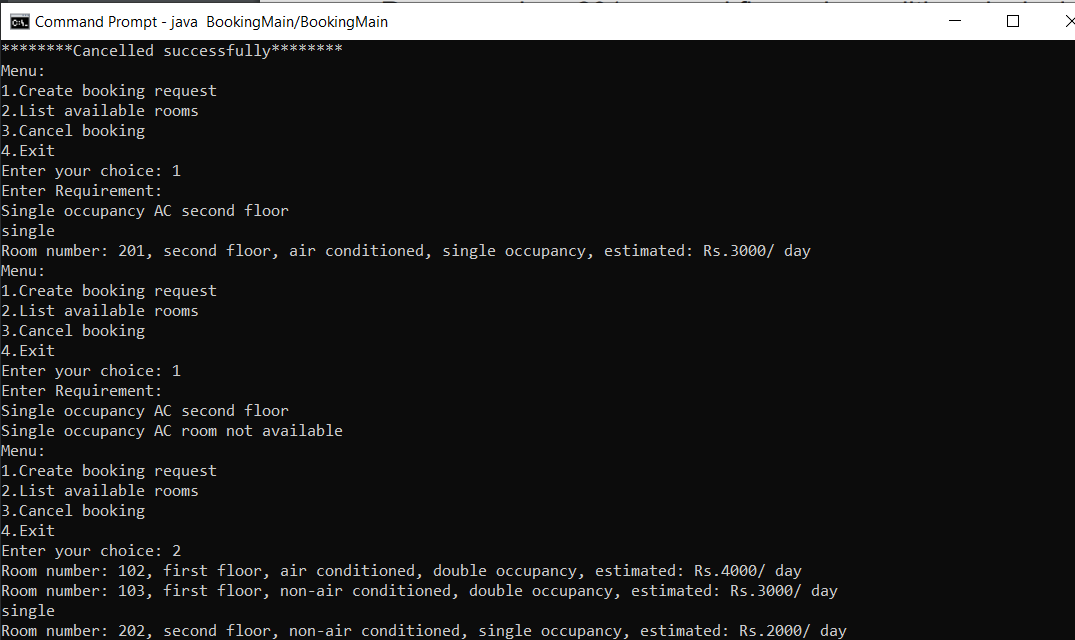 Command Prompt - java  BookingMain/BookingMain
********Cancelled successfully********
Menu:
1.Create booking request
2.List available rooms
3.Cancel booking
4.Exit
Enter your choice: 1
Enter Requirement:
Single occupancy AC second floor
single
Room number: 201, second floor, air conditioned, single occupancy, estimated: Rs.3000/ day
Menu:
1.Create booking request
2.List available rooms
3.Cancel booking
4.Exit
Enter your choice: 1
Enter Requirement:
Single occupancy AC second floor
Single occupancy AC room not available
Menu:
1.Create booking request
2.List available rooms
3.Cancel booking
4.Exit
Enter your choice: 2
Room number: 102, first floor, air conditioned, double occupancy, estimated: Rs.4000/ day
Room number: 103, first floor, non-air conditioned, double occupancy, estimated: Rs.3000/ day
single
Room number: 202, second floor, non-air conditioned, single occupancy, estimated: Rs.2000/ day